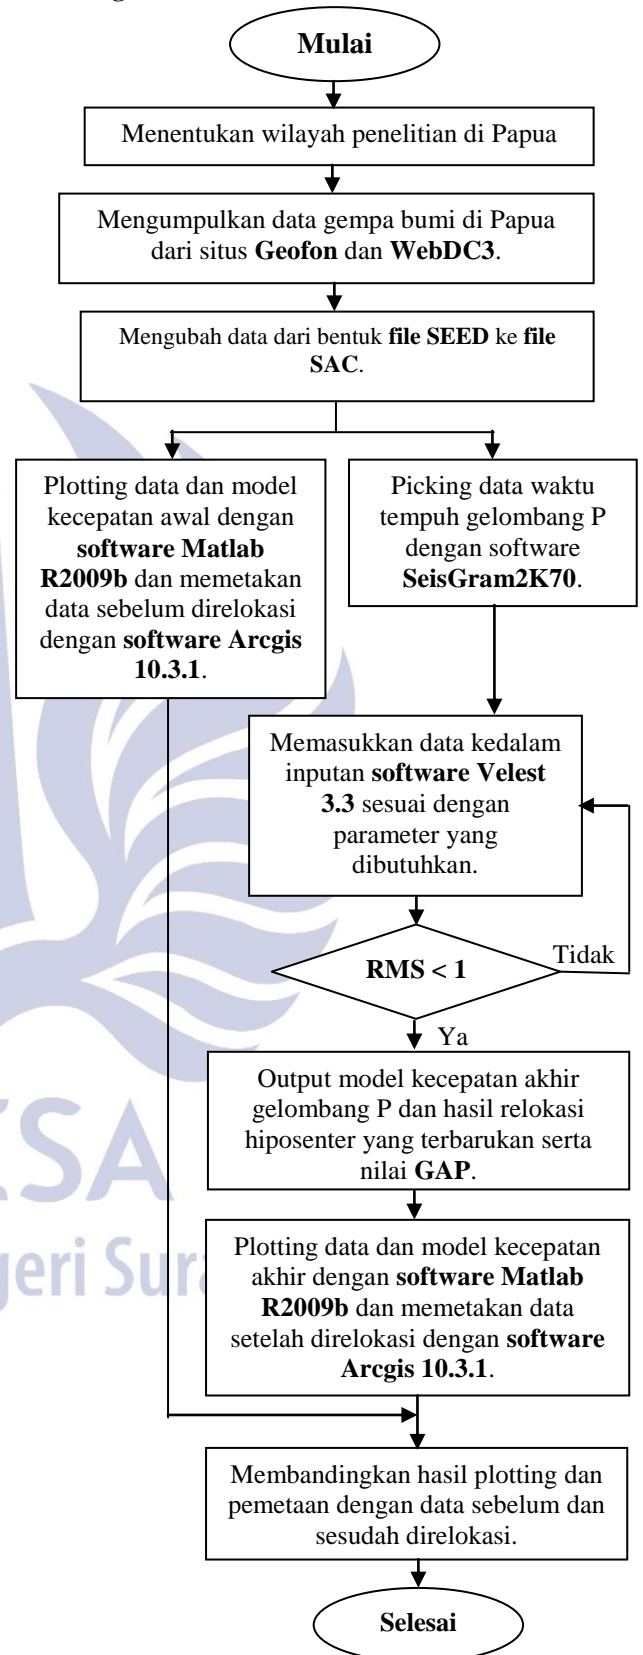 Mulai
Menentukan wilayah penelitian di Papua
Mengumpulkan data gempa bumi di Papua
dari situs Geofon dan WebDC3.
Mengubah data dari bentuk file SEED ke file
SAC.
Plotting data dan model
kecepatan awal dengan
software Matlab
R2009b dan memetakan
data sebelum direlokasi
dengan software Arcgis
10.3.1.
Picking data waktu
tempuh gelombang P
dengan software
SeisGram2K70.
Memasukkan data kedalam
inputan software Velest
3.3 sesuai dengan
parameter yang
dibutuhkan.
RMS < 1
Tidak
Ya
Output model kecepatan akhir
gelombang P dan hasil relokasi
hiposenter yang terbarukan serta
nilai GAP.
ESA
geri Sur
Plotting data dan model kecepatan
akhir dengan software Matlab
R2009b dan memetakan data
setelah direlokasi dengan software
Arcgis 10.3.1.
Membandingkan hasil plotting dan
pemetaan dengan data sebelum dan
sesudah direlokasi.
Selesai